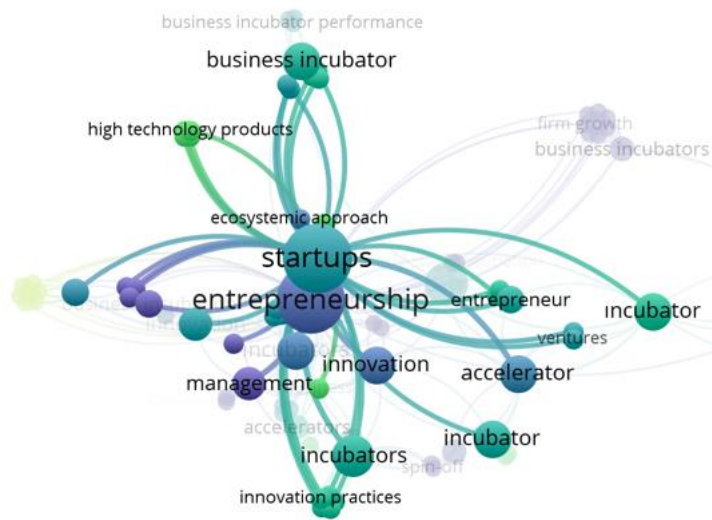 business incubator performance
business incubator
high technology products
firm growth
business incubators
ecosystemic approach
startups
entrepreneurship
entrepreneur
incubator
ventures
incubators
innovation
management
accelerator
accelerators
incubator
incubators
spin-off
innovation practices